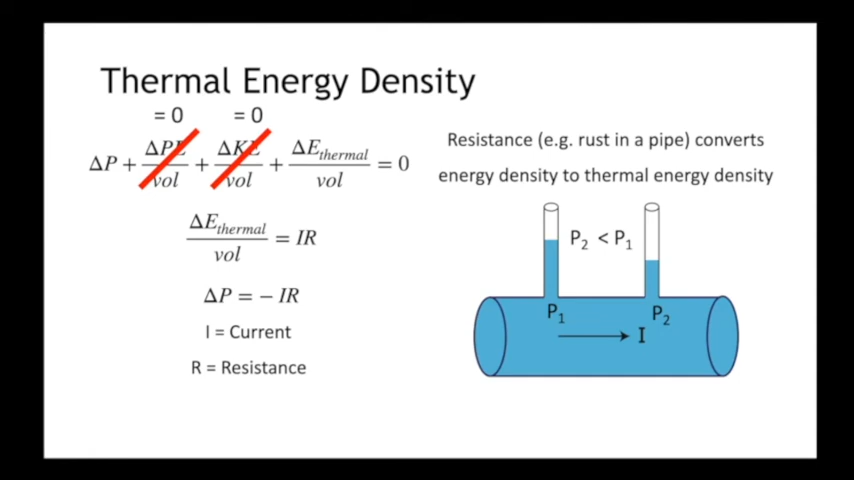 Thermal Energy Density
= 0 = 0
ΔP + ΔPE/vol + ΔKE/vol + ΔE_thermal/vol = 0
ΔE_thermal/vol = IR
ΔP = − IR
I = Current
R = Resistance
Resistance (e.g. rust in a pipe) converts
energy density to thermal energy density
P₂ < P₁
P₁ P₂
I